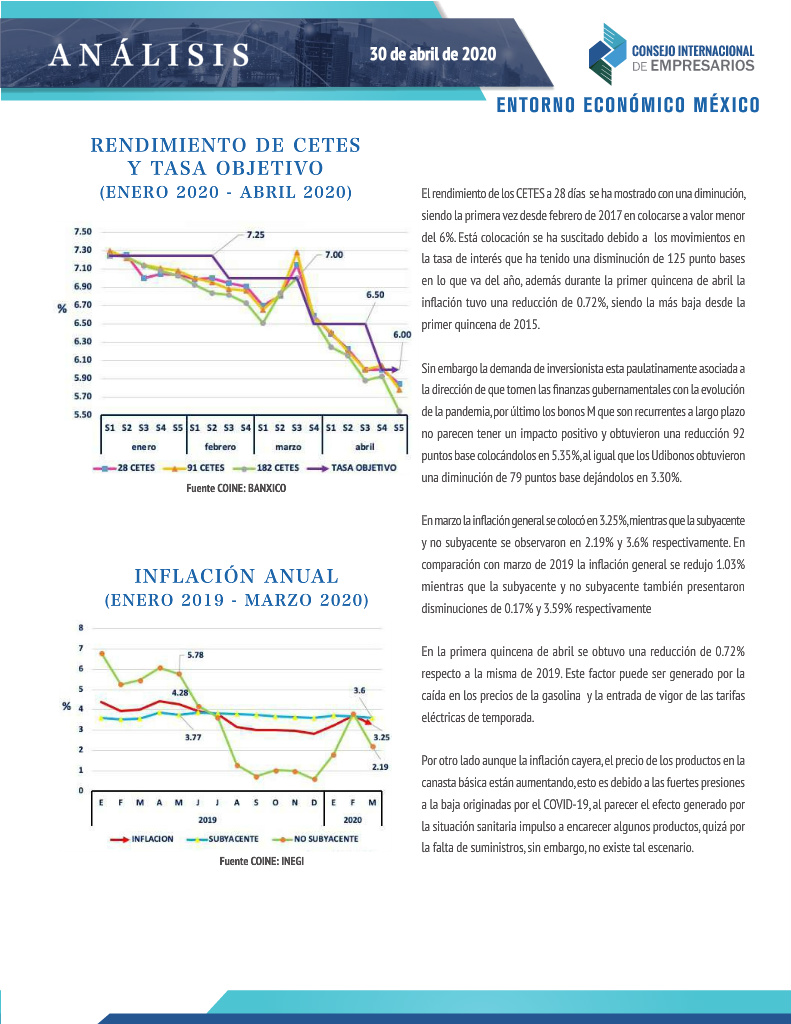 ANÁLISIS
30 de abril de 2020
CONSEJO INTERNACIONAL
DE EMPRESARIOS
ENTORNO ECONÓMICO MÉXICO
RENDIMIENTO DE CETES
Y TASA OBJETIVO
(ENERO 2020 - ABRIL 2020)
7.50
7.30
7.10
6.90
6.70
6.50
6.30
6.10
5.90
5.70
5.50
%
7.25
7.00
6.50
6.00
S1 S2 S3 S4 S5 S1 S2 S3 S4 S1 S2 S3 S4 S1 S2 S3 S4 S5
enero febrero marzo abril
28 CETES 91 CETES 182 CETES TASA OBJETIVO
Fuente COINE: BANXICO
INFLACIÓN ANUAL
(ENERO 2019 - MARZO 2020)
8
7
6
5
4
3
2
1
0
%
5.78
4.28
3.77
3.6
3.25
2.19
E F M A M J J A S O N D E F M
2019 2020
INFLACION SUBYACENTE NO SUBYACENTE
Fuente COINE: INEGI
El rendimiento de los CETES a 28 días se ha mostrado con una diminución,
siendo la primera vez desde febrero de 2017 en colocarse a valor menor
del 6%. Está colocación se ha suscitado debido a los movimientos en
la tasa de interés que ha tenido una disminución de 125 punto bases
en lo que va del año, además durante la primer quincena de abril la
inflación tuvo una reducción de 0.72%, siendo la más baja desde la
primer quincena de 2015.
Sin embargo la demanda de inversionista esta paulatinamente asociada a
la dirección de que tomen las finanzas gubernamentales con la evolución
de la pandemia, por último los bonos M que son recurrentes a largo plazo
no parecen tener un impacto positivo y obtuvieron una reducción 92
puntos base colocándolos en 5.35%, al igual que los Udibonos obtuvieron
una diminución de 79 puntos base dejándolos en 3.30%.
En marzo la inflación general se colocó en 3.25%, mientras que la subyacente
y no subyacente se observaron en 2.19% y 3.6% respectivamente. En
comparación con marzo de 2019 la inflación general se redujo 1.03%
mientras que la subyacente y no subyacente también presentaron
disminuciones de 0.17% y 3.59% respectivamente
En la primera quincena de abril se obtuvo una reducción de 0.72%
respecto a la misma de 2019. Este factor puede ser generado por la
caída en los precios de la gasolina y la entrada de vigor de las tarifas
eléctricas de temporada.
Por otro lado aunque la inflación cayera, el precio de los productos en la
canasta básica están aumentando, esto es debido a las fuertes presiones
a la baja originadas por el COVID-19, al parecer el efecto generado por
la situación sanitaria impulso a encarecer algunos productos, quizá por
la falta de suministros, sin embargo, no existe tal escenario.